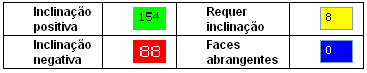 Inclinação positiva
154
Requer inclinação
8
Inclinação negativa
88
Faces abrangentes
0